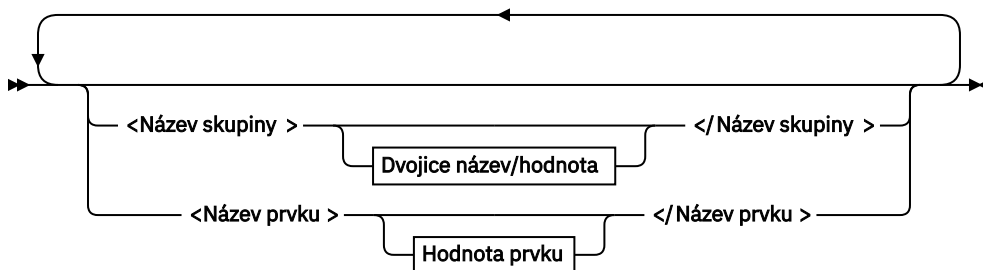 <Název skupiny > </ Název skupiny >
Dvojice název/hodnota
<Název prvku > </ Název prvku >
Hodnota prvku